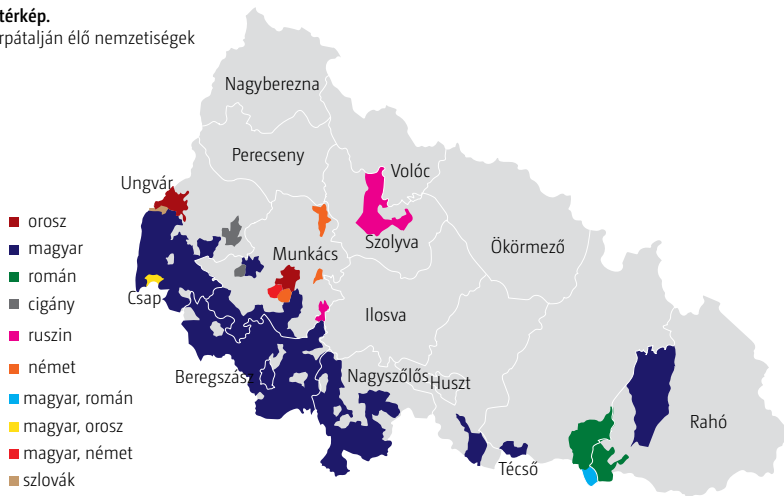 térkép.
rpátalján élő nemzetiségek
Nagyberezna
Perecseny
Ungvár
Volóc
Szolyva
Ökörmező
Munkács
Csap
Ilosva
Beregszász
Nagyszőlős
Huszt
Rahó
Técső
orosz
magyar
román
cigány
ruszin
német
magyar, román
magyar, orosz
magyar, német
szlovák